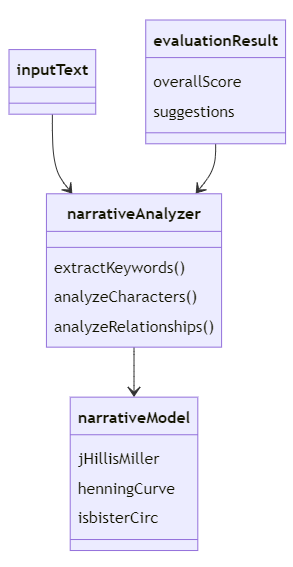 inputText
evaluationResult
overallScore
suggestions
narrativeAnalyzer
extractKeywords()
analyzeCharacters()
analyzeRelationships()
narrativeModel
jHillisMiller
henningCurve
isbisterCirc